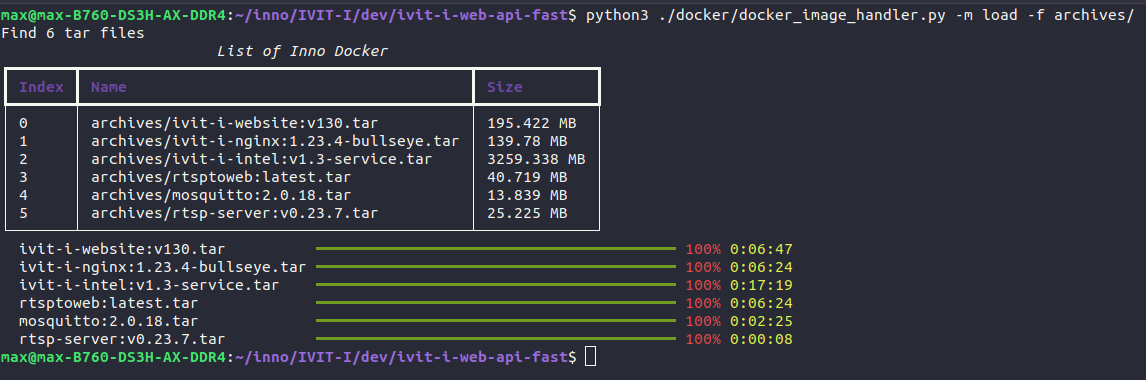 max@max-B760-DS3H-AX-DDR4:~/inno/IVIT-I/dev/ivit-i-web-api-fast$ python3 ./docker/docker_image_handler.py -m load -f archives/
Find 6 tar files
List of Inno Docker
Index Name Size
0 archives/ivit-i-website:v130.tar 195.422 MB
1 archives/ivit-i-nginx:1.23.4-bullseye.tar 139.78 MB
2 archives/ivit-i-intel:v1.3-service.tar 3259.338 MB
3 archives/rtsptoweb:latest.tar 40.719 MB
4 archives/mosquitto:2.0.18.tar 13.839 MB
5 archives/rtsp-server:v0.23.7.tar 25.225 MB
ivit-i-website:v130.tar 100% 0:06:47
ivit-i-nginx:1.23.4-bullseye.tar 100% 0:06:24
ivit-i-intel:v1.3-service.tar 100% 0:17:19
rtsptoweb:latest.tar 100% 0:06:24
mosquitto:2.0.18.tar 100% 0:02:25
rtsp-server:v0.23.7.tar 100% 0:00:08
max@max-B760-DS3H-AX-DDR4:~/inno/IVIT-I/dev/ivit-i-web-api-fast$